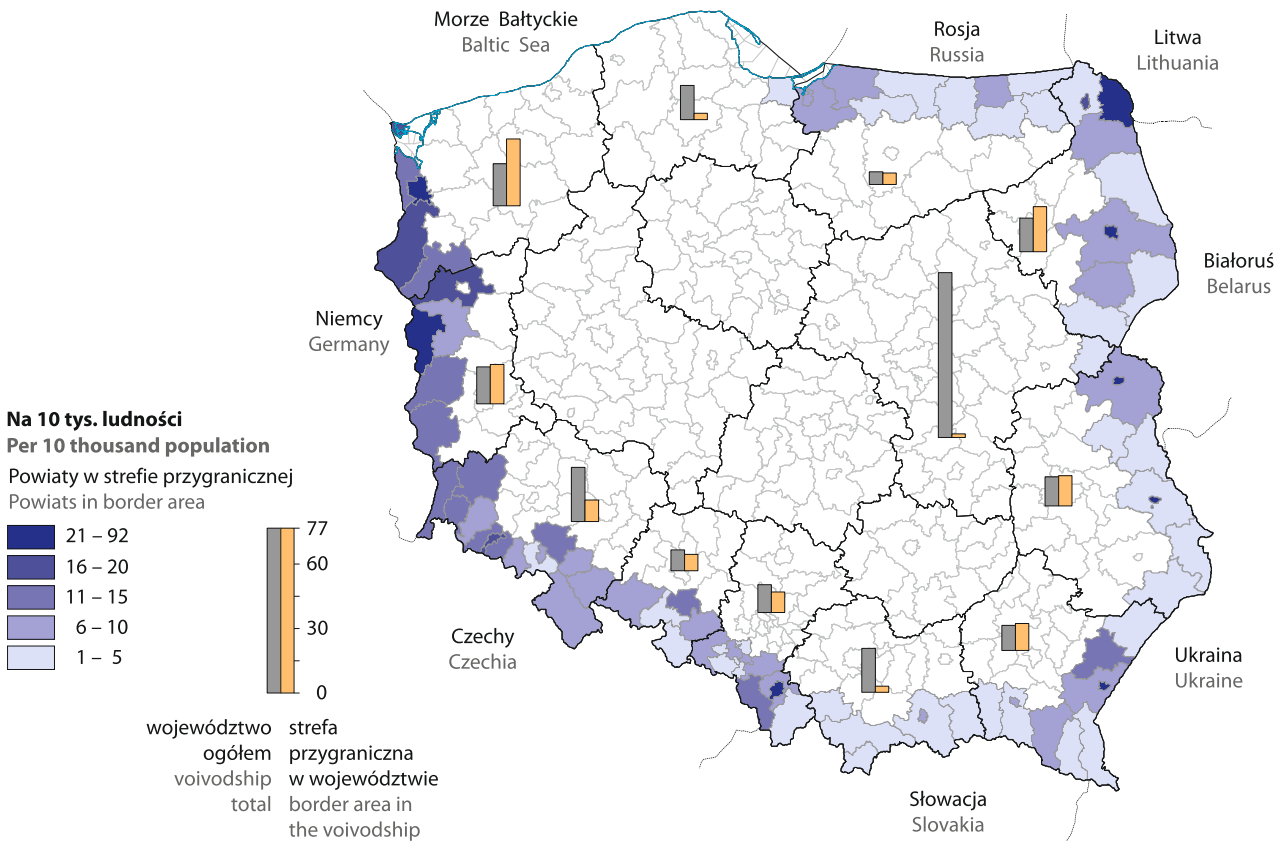 Morze Bałtyckie
Baltic Sea
Rosja
Russia
Litwa
Lithuania
Białoruś
Belarus
Niemcy
Germany
Na 10 tys. ludności
Per 10 thousand population
Powiaty w strefie przygranicznej
Powiats in border area
21 – 92
16 – 20
11 – 15
6 – 10
1 – 5
77
60
30
0
województwo
ogółem
voivodship
total
strefa
przygraniczna
w województwie
border area in
the voivodship
Czechy
Czechia
Ukraina
Ukraine
Słowacja
Slovakia